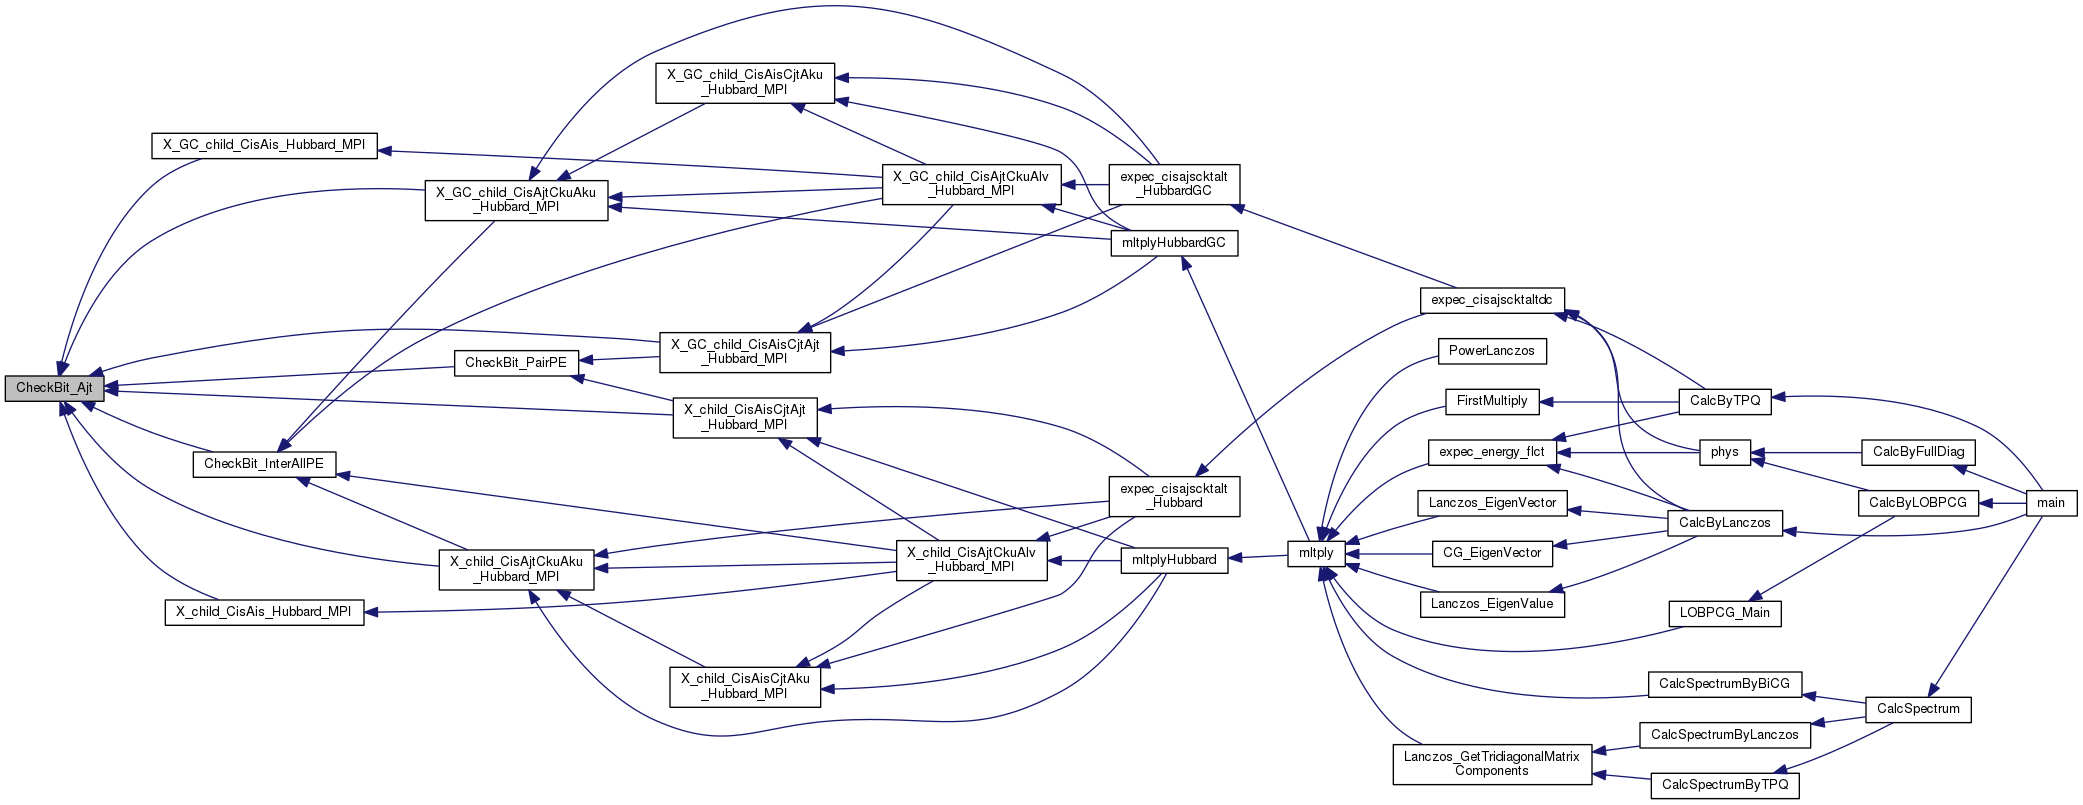 CheckBit_Ajt
X_GC_child_CisAis_Hubbard_MPI
X_GC_child_CisAjtCkuAku
_Hubbard_MPI
CheckBit_PairPE
CheckBit_InterAllPE
X_child_CisAjtCkuAku
_Hubbard_MPI
X_child_CisAis_Hubbard_MPI
X_GC_child_CisAisCjtAku
_Hubbard_MPI
X_GC_child_CisAisCjtAjt
_Hubbard_MPI
X_child_CisAisCjtAjt
_Hubbard_MPI
X_child_CisAisCjtAku
_Hubbard_MPI
X_GC_child_CisAjtCkuAlv
_Hubbard_MPI
X_child_CisAjtCkuAlv
_Hubbard_MPI
expec_cisajscktalt
_HubbardGC
mltplyHubbardGC
expec_cisajscktalt
_Hubbard
mltplyHubbard
mltply
expec_cisajscktaltdc
PowerLanczos
FirstMultiply
expec_energy_flct
Lanczos_EigenVector
CG_EigenVector
Lanczos_EigenValue
Lanczos_GetTridiagonalMatrix
Components
CalcByTPQ
phys
CalcByLanczos
LOBPCG_Main
CalcSpectrumByBiCG
CalcSpectrumByLanczos
CalcSpectrumByTPQ
CalcByFullDiag
CalcByLOBPCG
CalcSpectrum
main